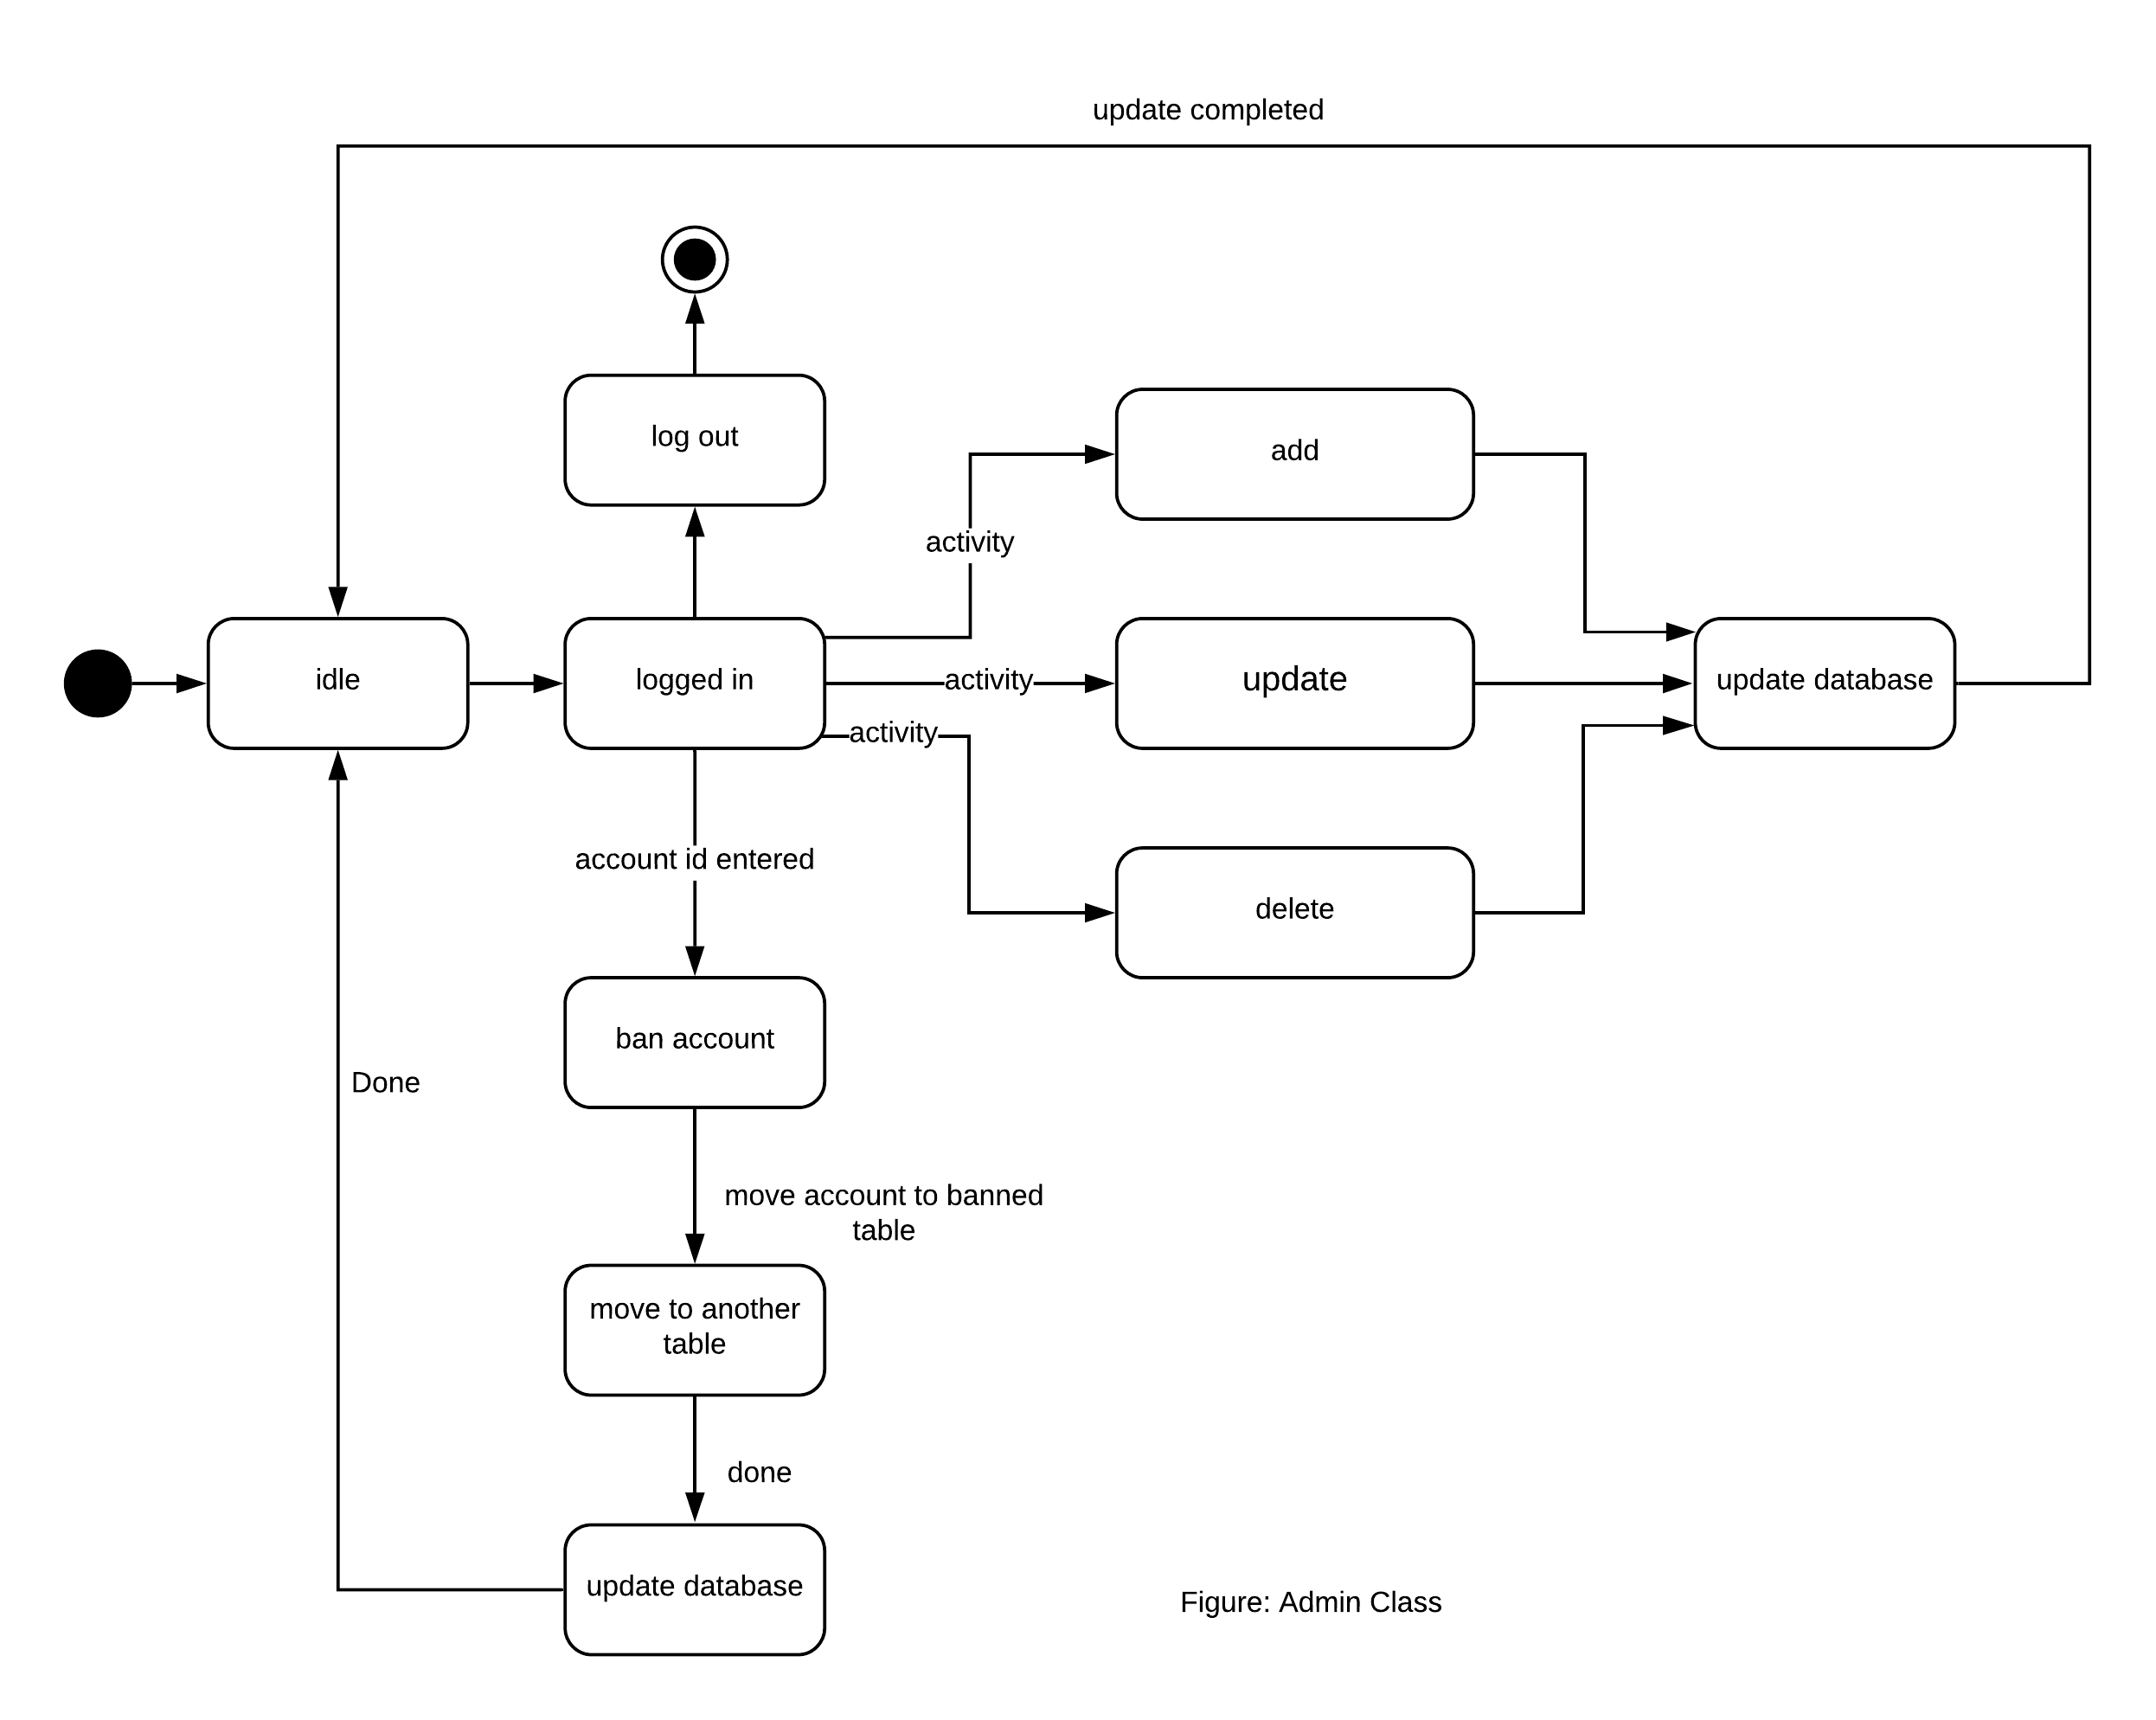 update completed
log out
add
activity
idle
logged in
activity
update
update database
activity
account id entered
delete
ban account
Done
move account to banned
table
move to another
table
done
update database
Figure: Admin Class